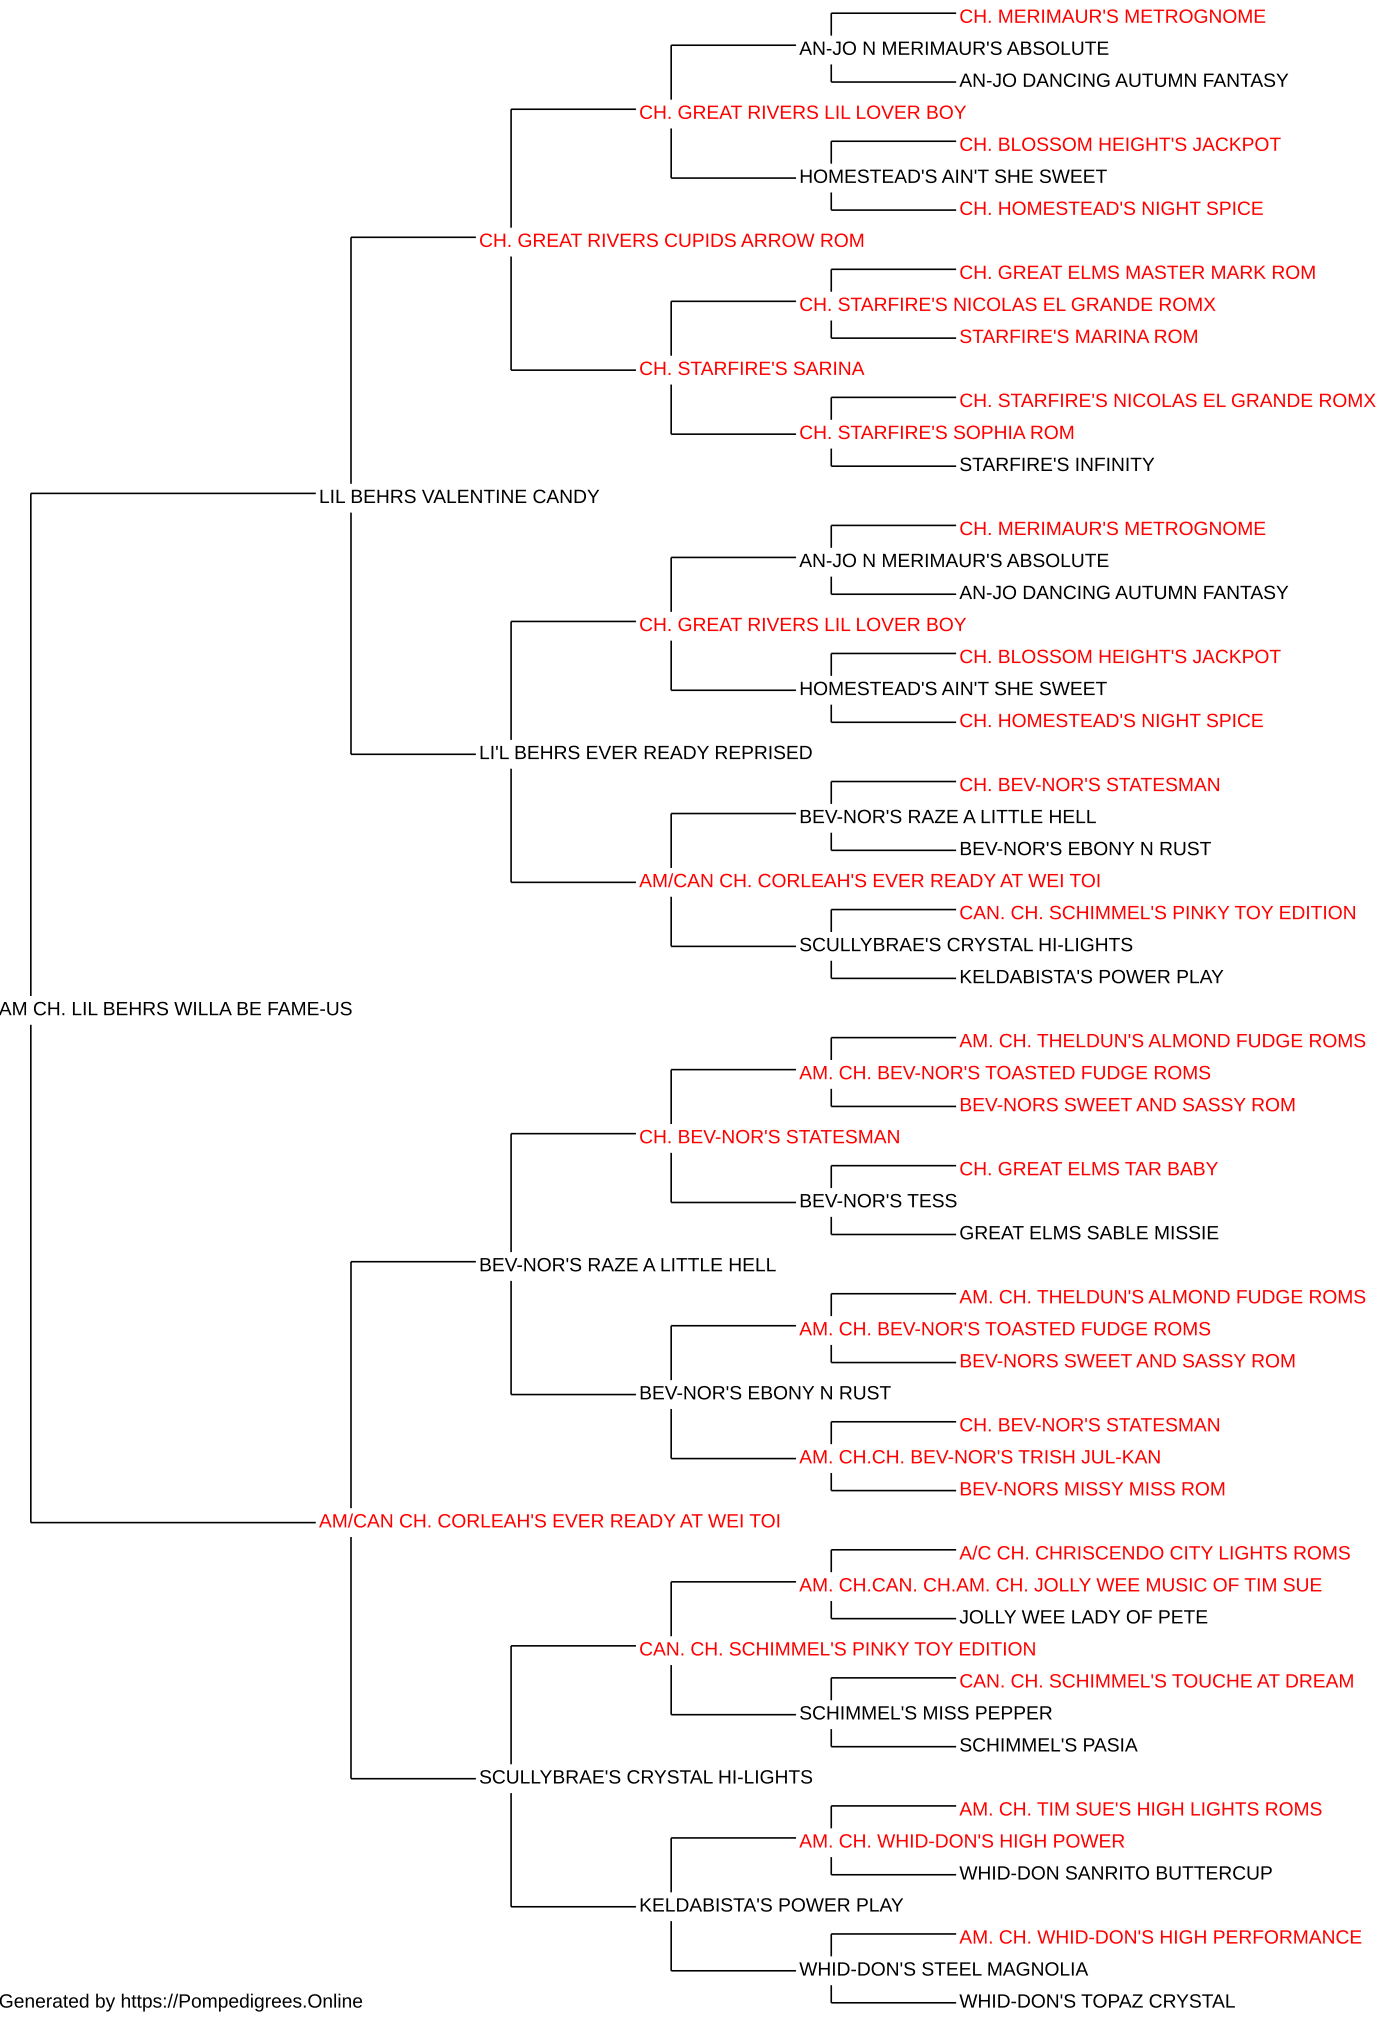 CH. MERIMAUR'S METROGNOME
AN-JO N MERIMAUR'S ABSOLUTE
AN-JO DANCING AUTUMN FANTASY
CH. GREAT RIVERS LIL LOVER BOY
CH. BLOSSOM HEIGHT'S JACKPOT
HOMESTEAD'S AIN'T SHE SWEET
CH. HOMESTEAD'S NIGHT SPICE
CH. GREAT RIVERS CUPIDS ARROW ROM
CH. GREAT ELMS MASTER MARK ROM
CH. STARFIRE'S NICOLAS EL GRANDE ROMX
STARFIRE'S MARINA ROM
CH. STARFIRE'S SARINA
CH. STARFIRE'S NICOLAS EL GRANDE ROMX
CH. STARFIRE'S SOPHIA ROM
STARFIRE'S INFINITY
LIL BEHRS VALENTINE CANDY
CH. MERIMAUR'S METROGNOME
AN-JO N MERIMAUR'S ABSOLUTE
AN-JO DANCING AUTUMN FANTASY
CH. GREAT RIVERS LIL LOVER BOY
CH. BLOSSOM HEIGHT'S JACKPOT
HOMESTEAD'S AIN'T SHE SWEET
CH. HOMESTEAD'S NIGHT SPICE
LI'L BEHRS EVER READY REPRISED
CH. BEV-NOR'S STATESMAN
BEV-NOR'S RAZE A LITTLE HELL
BEV-NOR'S EBONY N RUST
AM/CAN CH. CORLEAH'S EVER READY AT WEI TOI
CAN. CH. SCHIMMEL'S PINKY TOY EDITION
SCULLYBRAE'S CRYSTAL HI-LIGHTS
KELDABISTA'S POWER PLAY
AM CH. LIL BEHRS WILLA BE FAME-US
AM. CH. THELDUN'S ALMOND FUDGE ROMS
AM. CH. BEV-NOR'S TOASTED FUDGE ROMS
BEV-NORS SWEET AND SASSY ROM
CH. BEV-NOR'S STATESMAN
CH. GREAT ELMS TAR BABY
BEV-NOR'S TESS
GREAT ELMS SABLE MISSIE
BEV-NOR'S RAZE A LITTLE HELL
AM. CH. THELDUN'S ALMOND FUDGE ROMS
AM. CH. BEV-NOR'S TOASTED FUDGE ROMS
BEV-NORS SWEET AND SASSY ROM
BEV-NOR'S EBONY N RUST
CH. BEV-NOR'S STATESMAN
AM. CH.CH. BEV-NOR'S TRISH JUL-KAN
BEV-NORS MISSY MISS ROM
AM/CAN CH. CORLEAH'S EVER READY AT WEI TOI
A/C CH. CHRISCENDO CITY LIGHTS ROMS
AM. CH.CAN. CH.AM. CH. JOLLY WEE MUSIC OF TIM SUE
JOLLY WEE LADY OF PETE
CAN. CH. SCHIMMEL'S PINKY TOY EDITION
CAN. CH. SCHIMMEL'S TOUCHE AT DREAM
SCHIMMEL'S MISS PEPPER
SCHIMMEL'S PASIA
SCULLYBRAE'S CRYSTAL HI-LIGHTS
AM. CH. TIM SUE'S HIGH LIGHTS ROMS
AM. CH. WHID-DON'S HIGH POWER
WHID-DON SANRITO BUTTERCUP
KELDABISTA'S POWER PLAY
AM. CH. WHID-DON'S HIGH PERFORMANCE
WHID-DON'S STEEL MAGNOLIA
WHID-DON'S TOPAZ CRYSTAL
Generated by https://Pompedigrees.Online